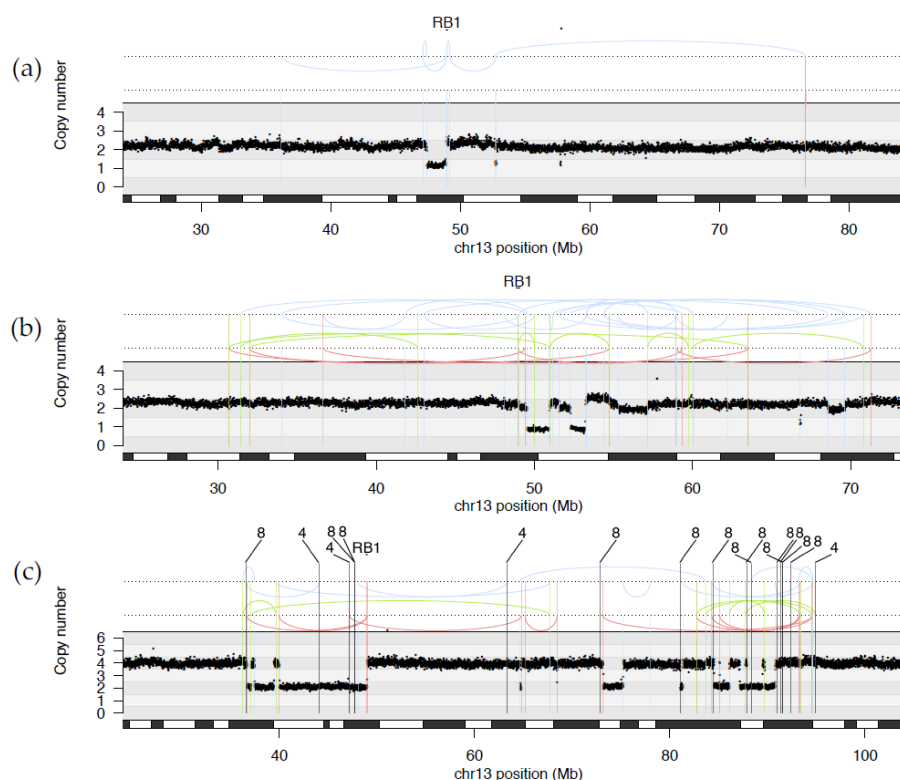 RB1
(a)
Copy number
4
3
2
1
0
30 40 50 60 70 80
chr13 position (Mb)
RB1
(b)
Copy number
4
3
2
1
0
30 40 50 60 70
chr13 position (Mb)
8 4 8 8 4 RB1 4 8 8 8 8 8 8 8 8 8 4
(c)
Copy number
6
5
4
3
2
1
0
40 60 80 100
chr13 position (Mb)